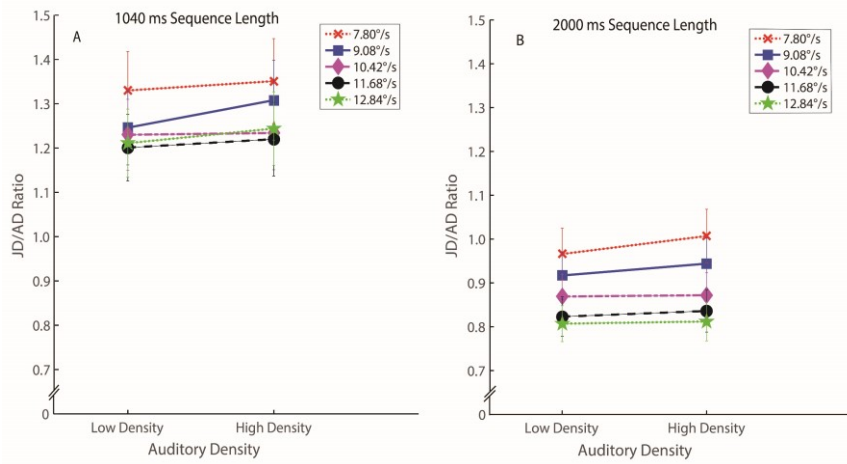 1040 ms Sequence Length
A
7.80°/s
9.08°/s
10.42°/s
11.68°/s
12.84°/s
1.5
1.4
1.3
1.2
1.1
1.0
0.9
0.8
0.7
0
JD/AD Ratio
Low Density
High Density
Auditory Density
2000 ms Sequence Length
B
7.80°/s
9.08°/s
10.42°/s
11.68°/s
12.84°/s
1.5
1.4
1.3
1.2
1.1
1.0
0.9
0.8
0.7
0
JD/AD Ratio
Low Density
High Density
Auditory Density